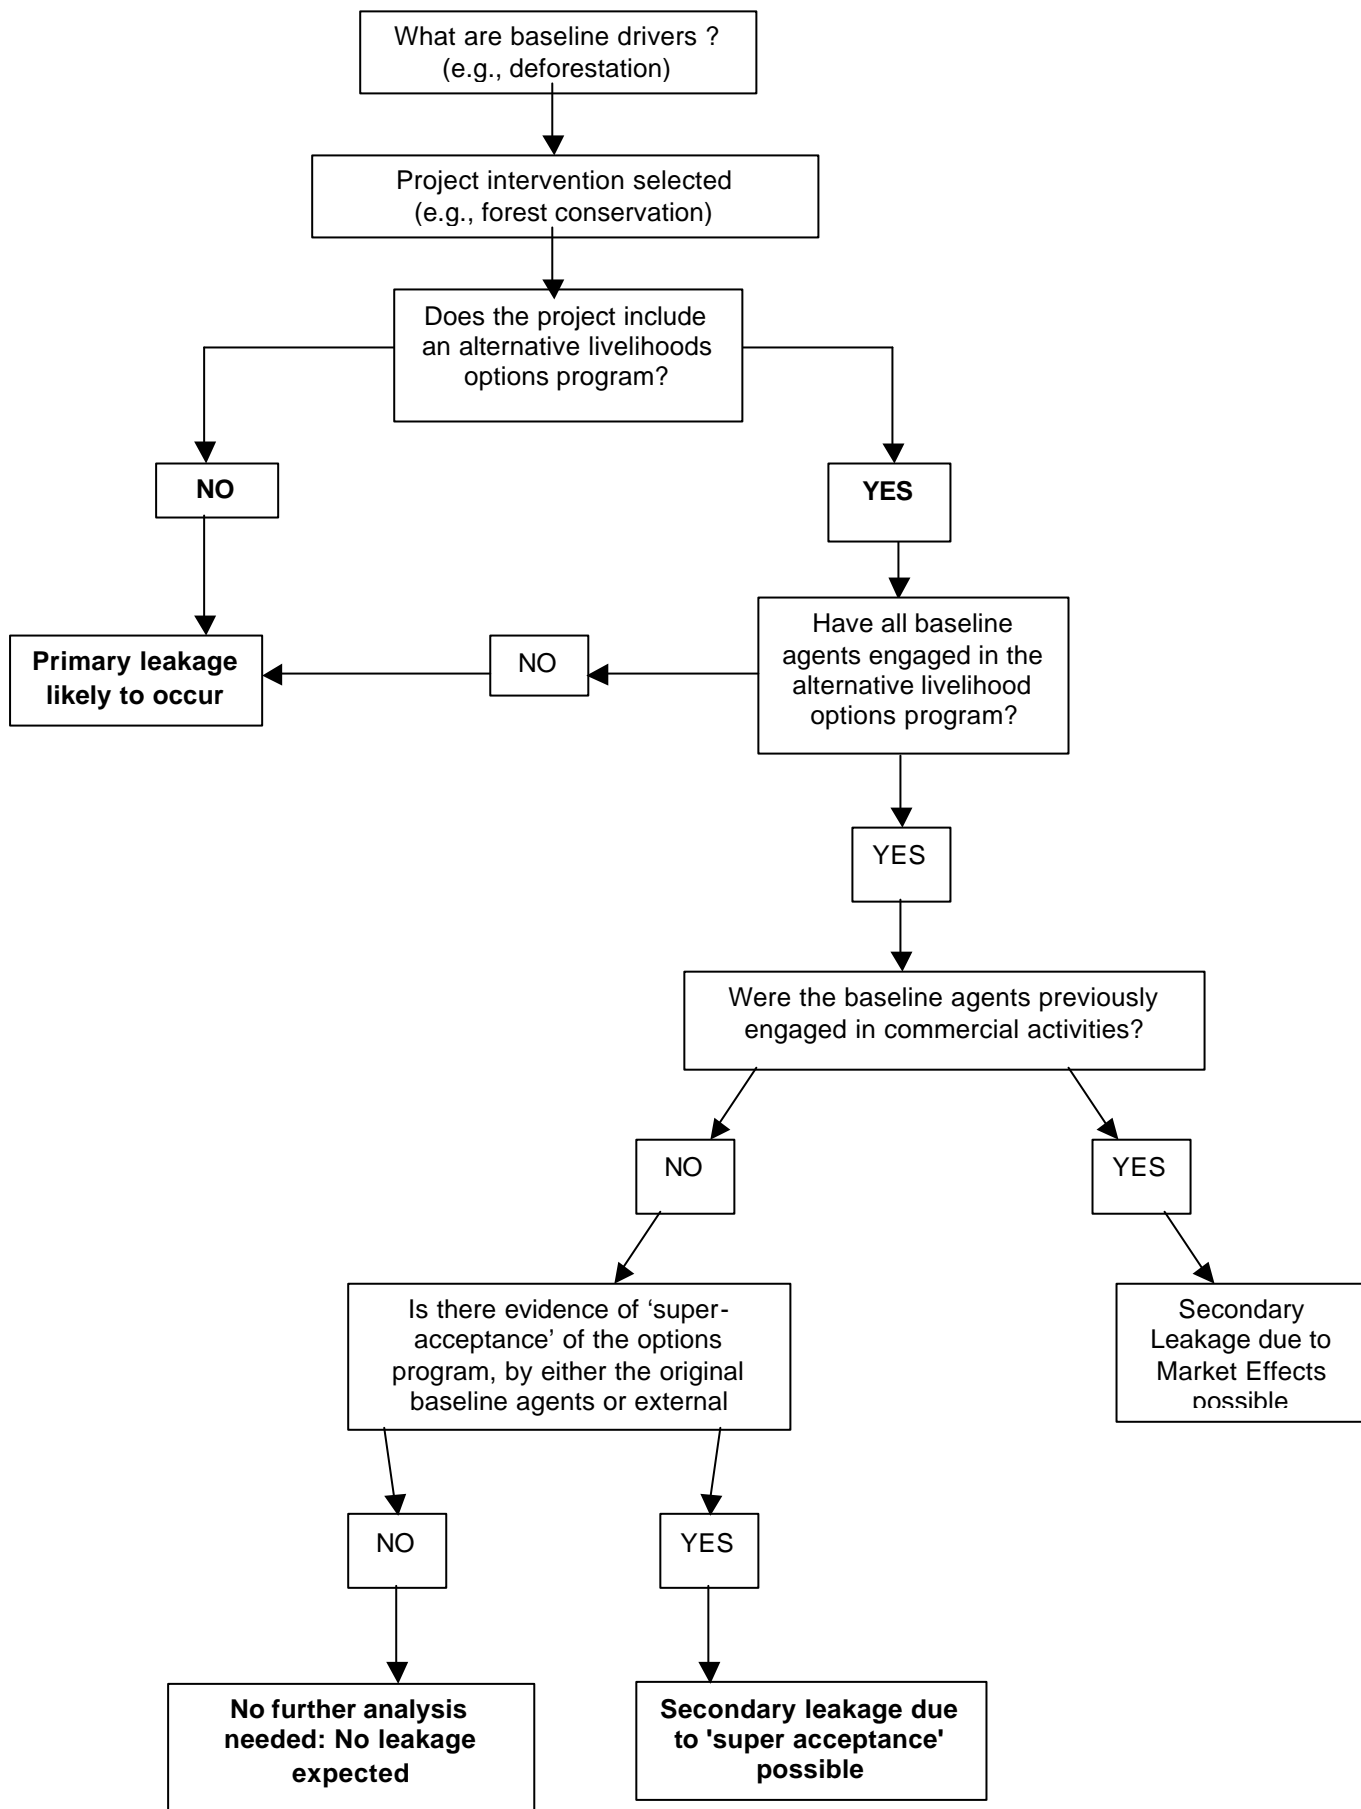 What are baseline drivers ?
(e.g., deforestation)
Project intervention selected
(e.g., forest conservation)
Does the project include
an alternative livelihoods
options program?
NO
YES
Have all baseline
agents engaged in the
alternative livelihood
options program?
NO
Primary leakage
likely to occur
YES
Were the baseline agents previously
engaged in commercial activities?
NO
YES
Is there evidence of ‘super-
acceptance’ of the options
program, by either the original
baseline agents or external
Secondary
Leakage due to
Market Effects
possible
NO
YES
No further analysis
needed: No leakage
expected
Secondary leakage due
to 'super acceptance'
possible